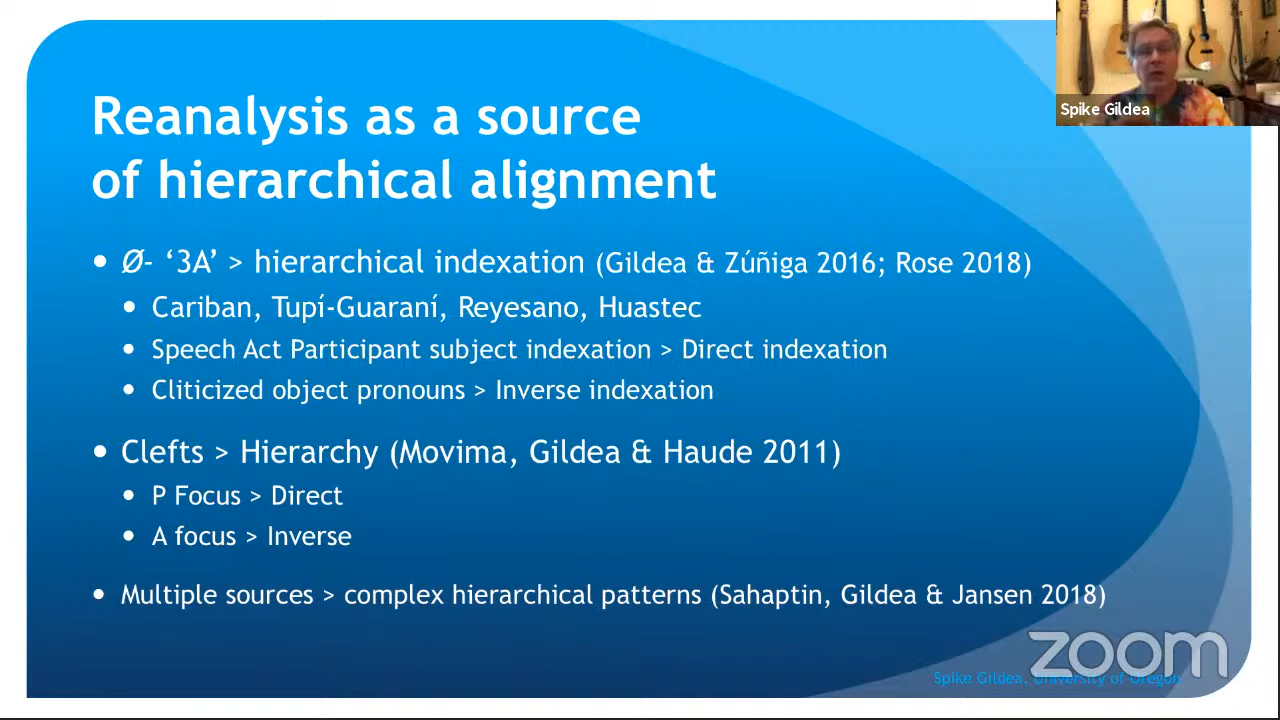 Spike Gildea
Reanalysis as a source
of hierarchical alignment
• Ø- ‘3A’ > hierarchical indexation (Gildea & Zúñiga 2016; Rose 2018)
• Cariban, Tupí-Guaraní, Reyesano, Huastec
• Speech Act Participant subject indexation > Direct indexation
• Cliticized object pronouns > Inverse indexation
• Clefts > Hierarchy (Movima, Gildea & Haude 2011)
• P Focus > Direct
• A focus > Inverse
• Multiple sources > complex hierarchical patterns (Sahaptin, Gildea & Jansen 2018)
zoom
Spike Gildea, University of Oregon